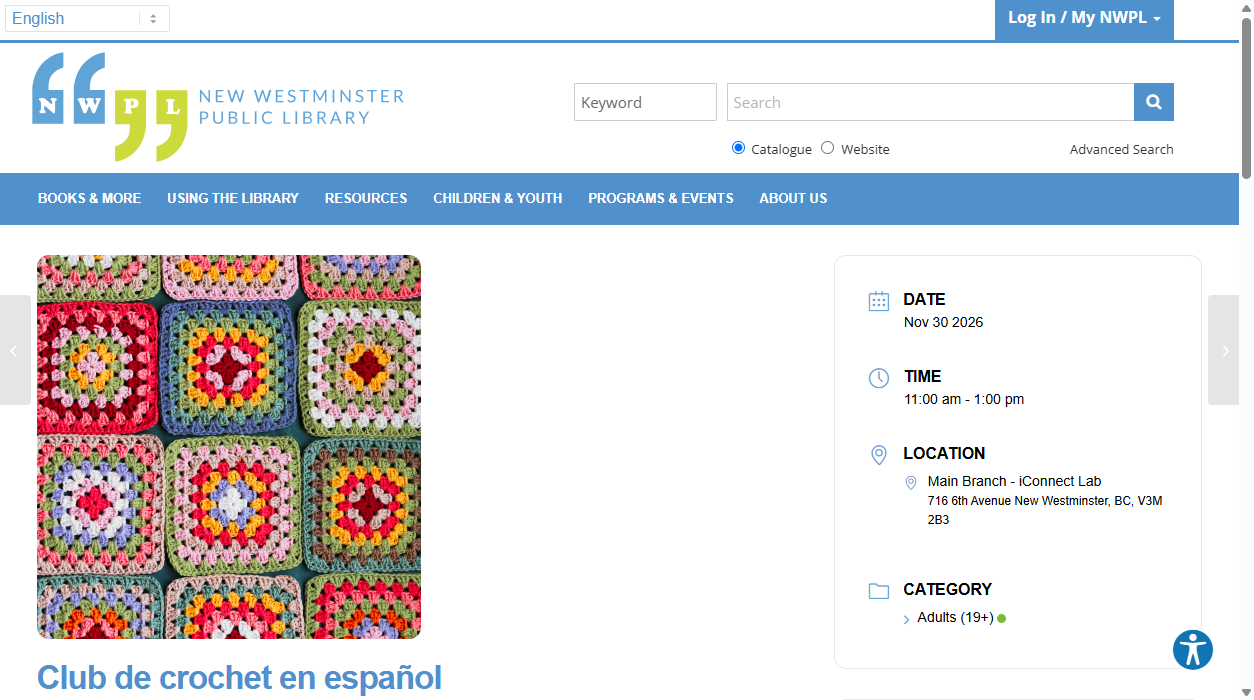 English
Log In / My NWPL
N W P L
NEW WESTMINSTER
PUBLIC LIBRARY
Keyword
Search
Catalogue
Website
Advanced Search
BOOKS & MORE
USING THE LIBRARY
RESOURCES
CHILDREN & YOUTH
PROGRAMS & EVENTS
ABOUT US
DATE
Nov 30 2026
TIME
11:00 am - 1:00 pm
LOCATION
Main Branch - iConnect Lab
716 6th Avenue New Westminster, BC, V3M
2B3
CATEGORY
Adults (19+)
Club de crochet en español